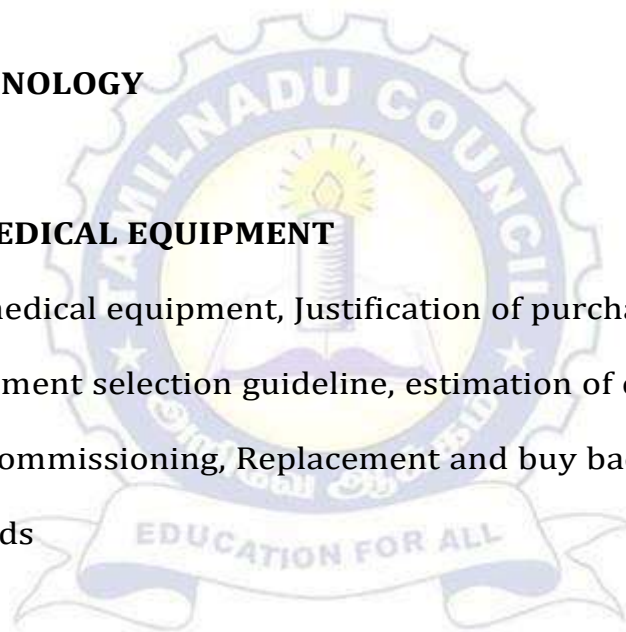 NOLOGY
TAMILNADU COUNCIL
EDICAL EQUIPMENT
nedical equipment, Justification of purcha
ment selection guideline, estimation of
ommissioning, Replacement and buy ba
ds
EDUCATION FOR ALL